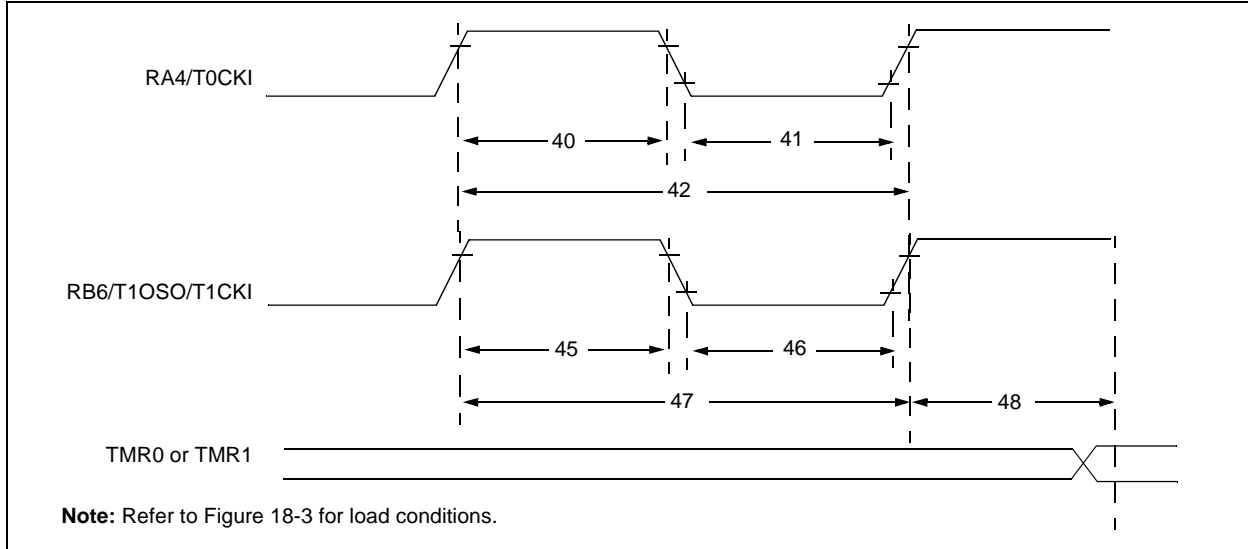 RA4/T0CKI
40
41
42
RB6/T1OSO/T1CKI
45
46
47
48
TMR0 or TMR1
Note: Refer to Figure 18-3 for load conditions.